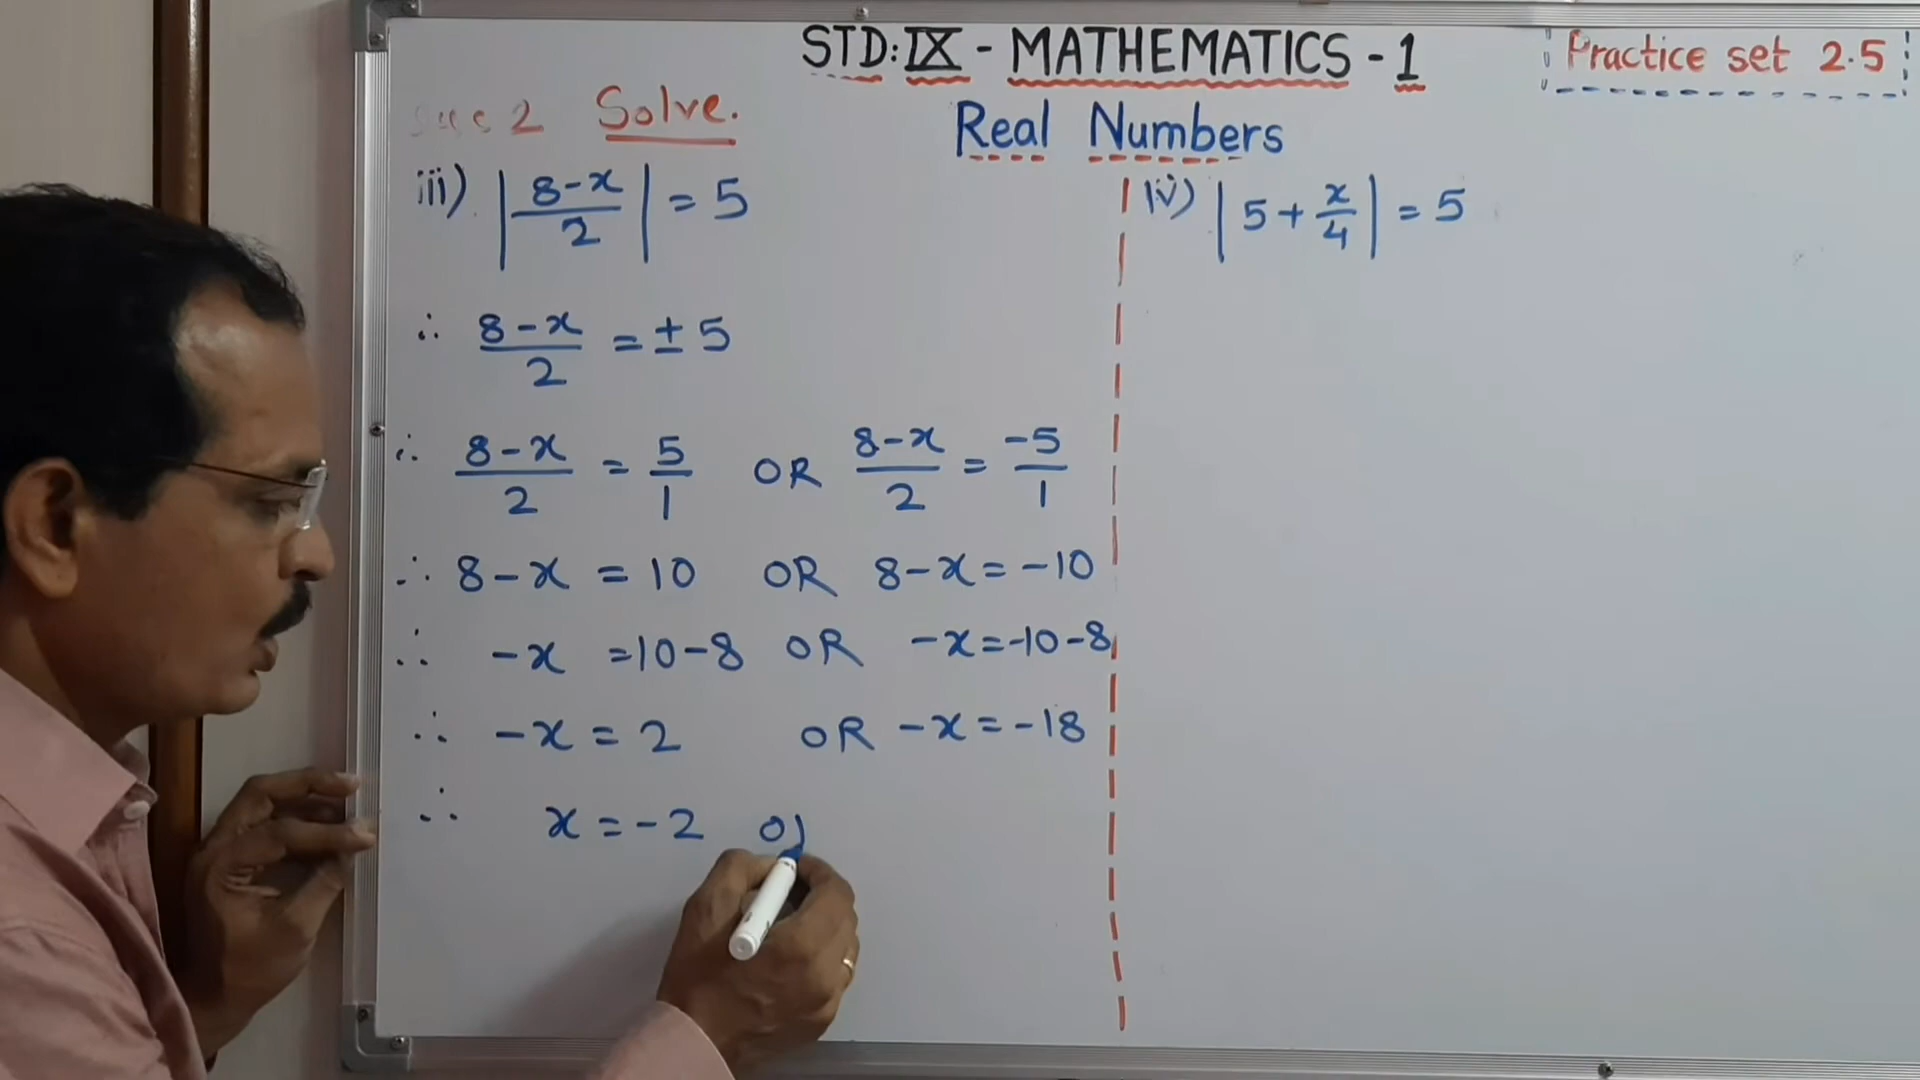 STD: IX - MATHEMATICS - 1
Practice set 2.5
Real Numbers
2 Solve.
iii) |8-x/2| = 5
∴ 8-x/2 = ± 5
∴ 8-x/2 = 5/1 OR 8-x/2 = -5/1
∴ 8-x = 10 OR 8-x = -10
∴ -x = 10-8 OR -x = -10-8
∴ -x = 2 OR -x = -18
∴ x = -2
iv) |5 + x/4| = 5